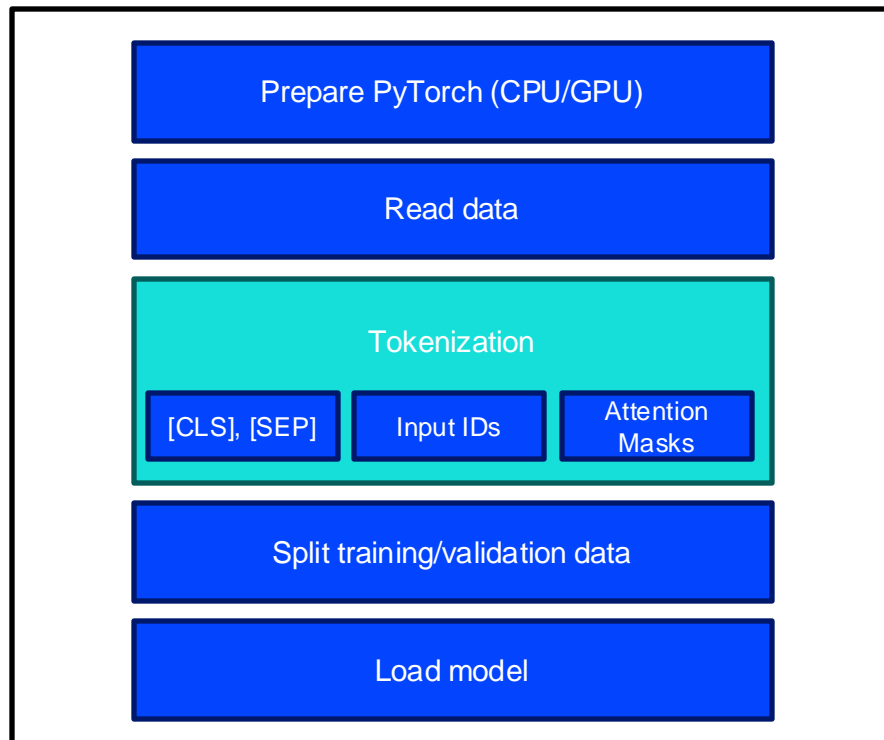 Prepare PyTorch (CPU/GPU)
Read data
Tokenization
[CLS], [SEP]
Input IDs
Attention
Masks
Split training/validation data
Load model